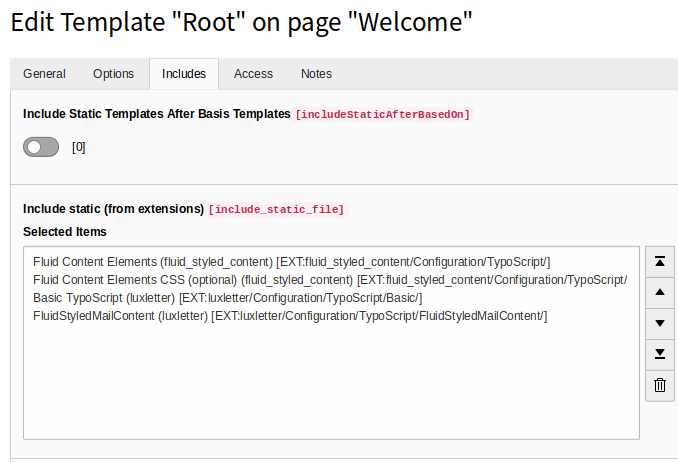 Edit Template "Root" on page "Welcome"
General Options Includes Access Notes
Include Static Templates After Basis Templates [includeStaticAfterBasedOn]
[0]
Include static (from extensions) [include_static_file]
Selected Items
Fluid Content Elements (fluid_styled_content) [EXT:fluid_styled_content/Configuration/TypoScript/]
Fluid Content Elements CSS (optional) (fluid_styled_content) [EXT:fluid_styled_content/Configuration/TypoScript/
Basic TypoScript (luxletter) [EXT:luxletter/Configuration/TypoScript/Basic/]
FluidStyledMailContent (luxletter) [EXT:luxletter/Configuration/TypoScript/FluidStyledMailContent/]